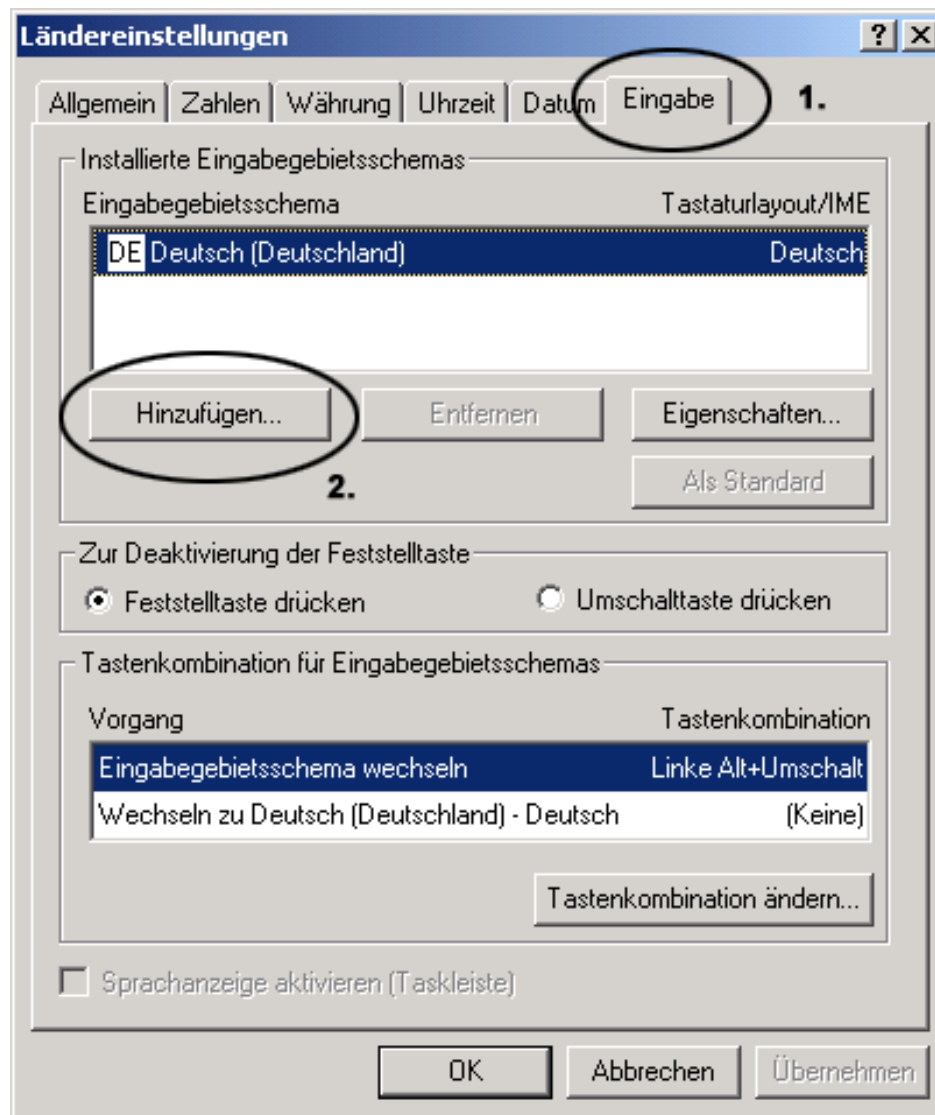 Ländereinstellungen
Allgemein Zahlen Währung Uhrzeit Datum Eingabe 1.
Installierte Eingabegebietsschemas
Eingabegebietsschema Tastaturlayout/IME
DE Deutsch (Deutschland) Deutsch
Hinzufügen... Entfernen Eigenschaften...
2. Als Standard
Zur Deaktivierung der Feststelltaste
Feststelltaste drücken Umschalttaste drücken
Tastenkombination für Eingabegebietsschemas
Vorgang Tastenkombination
Eingabegebietsschema wechseln Linke Alt+Umschalt
Wechseln zu Deutsch (Deutschland) - Deutsch (Keine)
Tastenkombination ändern...
Sprachanzeige aktivieren (Taskleiste)
OK Abbrechen Übernehmen